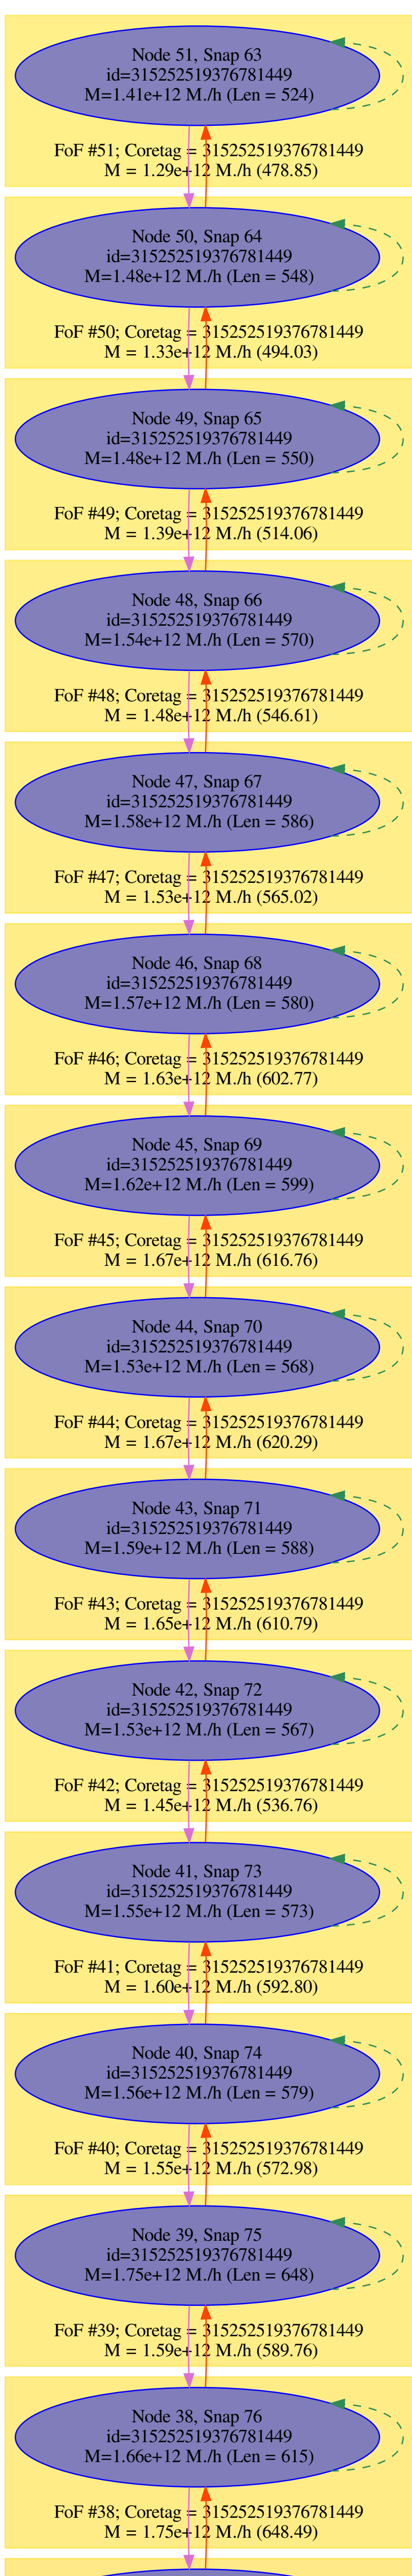 Node 51, Snap 63
id=315252519376781449
M=1.41e+12 M./h (Len = 524)
FoF #51; Coretag = 315252519376781449
M = 1.29e+12 M./h (478.85)
Node 50, Snap 64
id=315252519376781449
M=1.48e+12 M./h (Len = 548)
FoF #50; Coretag = 315252519376781449
M = 1.33e+12 M./h (494.03)
Node 49, Snap 65
id=315252519376781449
M=1.48e+12 M./h (Len = 550)
FoF #49; Coretag = 315252519376781449
M = 1.39e+12 M./h (514.06)
Node 48, Snap 66
id=315252519376781449
M=1.54e+12 M./h (Len = 570)
FoF #48; Coretag = 315252519376781449
M = 1.48e+12 M./h (546.61)
Node 47, Snap 67
id=315252519376781449
M=1.58e+12 M./h (Len = 586)
FoF #47; Coretag = 315252519376781449
M = 1.53e+12 M./h (565.02)
Node 46, Snap 68
id=315252519376781449
M=1.57e+12 M./h (Len = 580)
FoF #46; Coretag = 315252519376781449
M = 1.63e+12 M./h (602.77)
Node 45, Snap 69
id=315252519376781449
M=1.62e+12 M./h (Len = 599)
FoF #45; Coretag = 315252519376781449
M = 1.67e+12 M./h (616.76)
Node 44, Snap 70
id=315252519376781449
M=1.53e+12 M./h (Len = 568)
FoF #44; Coretag = 315252519376781449
M = 1.67e+12 M./h (620.29)
Node 43, Snap 71
id=315252519376781449
M=1.59e+12 M./h (Len = 588)
FoF #43; Coretag = 315252519376781449
M = 1.65e+12 M./h (610.79)
Node 42, Snap 72
id=315252519376781449
M=1.53e+12 M./h (Len = 567)
FoF #42; Coretag = 315252519376781449
M = 1.45e+12 M./h (536.76)
Node 41, Snap 73
id=315252519376781449
M=1.55e+12 M./h (Len = 573)
FoF #41; Coretag = 315252519376781449
M = 1.60e+12 M./h (592.80)
Node 40, Snap 74
id=315252519376781449
M=1.56e+12 M./h (Len = 579)
FoF #40; Coretag = 315252519376781449
M = 1.55e+12 M./h (572.98)
Node 39, Snap 75
id=315252519376781449
M=1.75e+12 M./h (Len = 648)
FoF #39; Coretag = 315252519376781449
M = 1.59e+12 M./h (589.76)
Node 38, Snap 76
id=315252519376781449
M=1.66e+12 M./h (Len = 615)
FoF #38; Coretag = 315252519376781449
M = 1.75e+12 M./h (648.49)